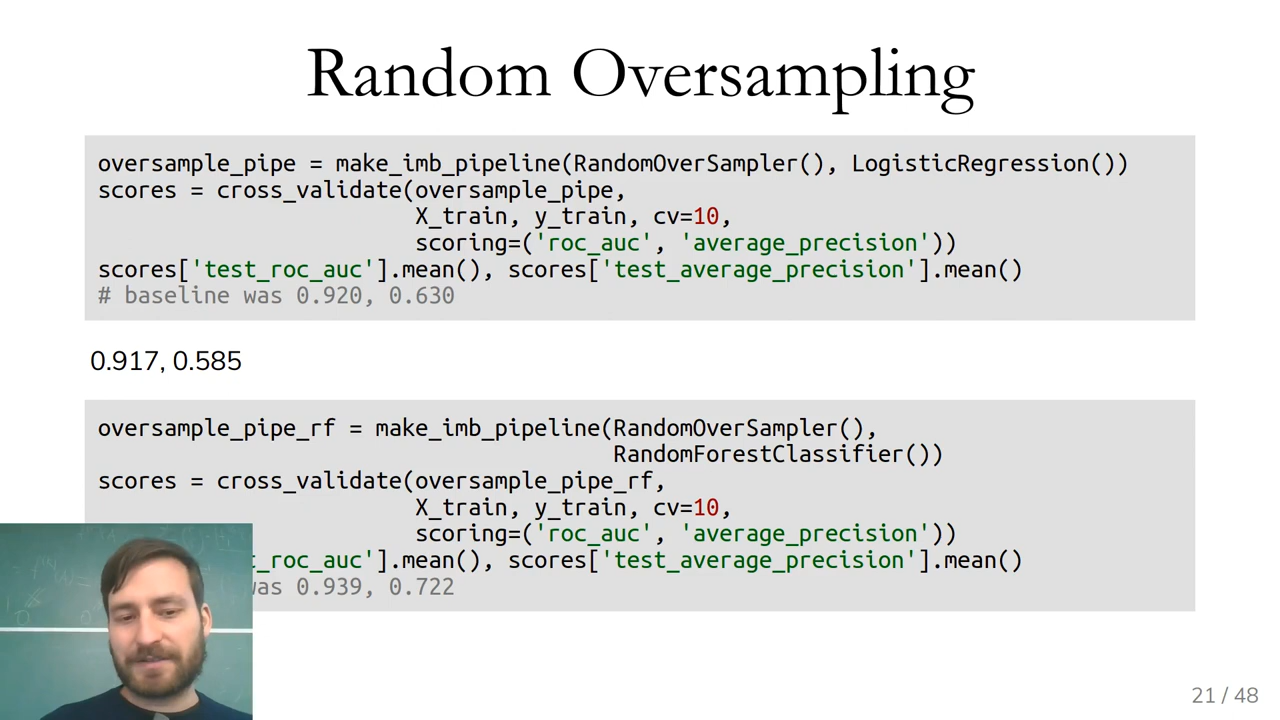 Random Oversampling
oversample_pipe = make_imb_pipeline(RandomOverSampler(), LogisticRegression())
scores = cross_validate(oversample_pipe,
X_train, y_train, cv=10,
scoring=('roc_auc', 'average_precision'))
scores['test_roc_auc'].mean(), scores['test_average_precision'].mean()
# baseline was 0.920, 0.630
0.917, 0.585
oversample_pipe_rf = make_imb_pipeline(RandomOverSampler(),
RandomForestClassifier())
scores = cross_validate(oversample_pipe_rf,
X_train, y_train, cv=10,
scoring=('roc_auc', 'average_precision'))
_roc_auc'].mean(), scores['test_average_precision'].mean()
was 0.939, 0.722
21 / 48